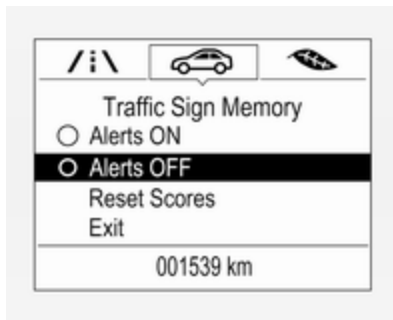 Traffic Sign Memory
Alerts ON
Alerts OFF
Reset Scores
Exit
001539 km